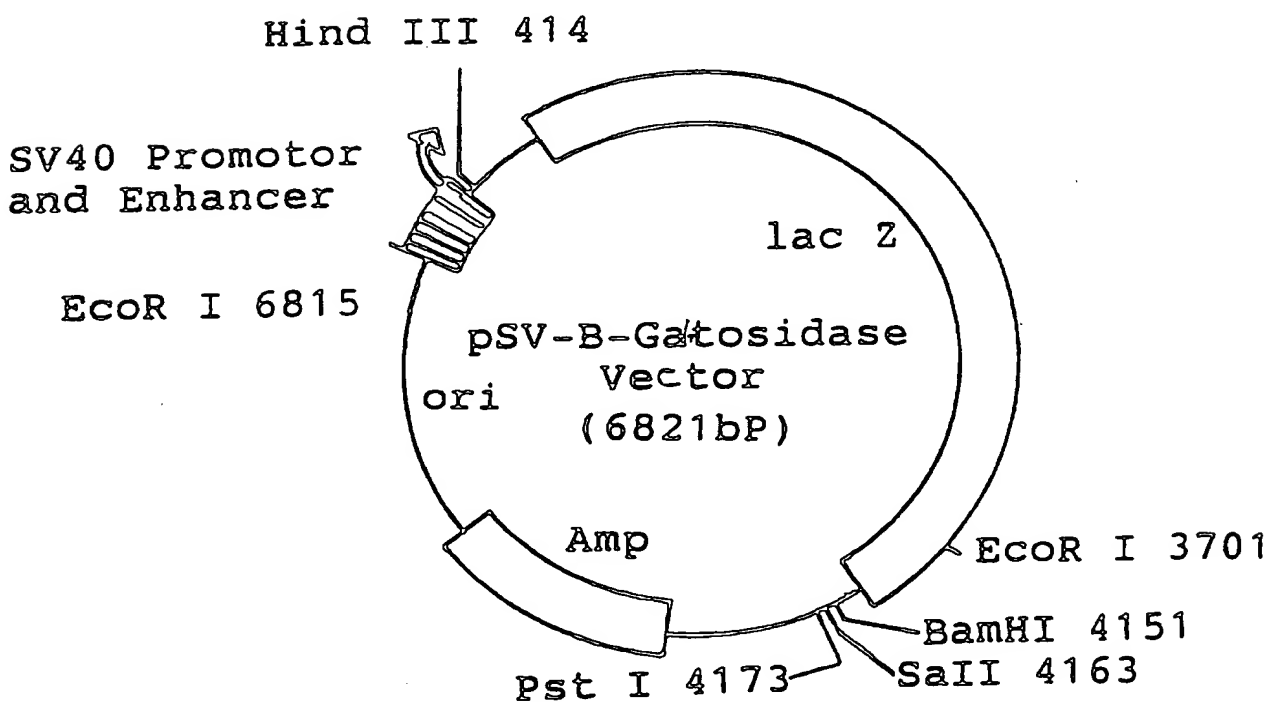 Hind III 414
SV40 Promotor
and Enhancer
lac Z
EcoR I 6815
pSV-B-Gatosidase
Vector
(6821bP)
ori
Amp
EcoR I 3701
BamHI 4151
SaII 4163
Pst I 4173